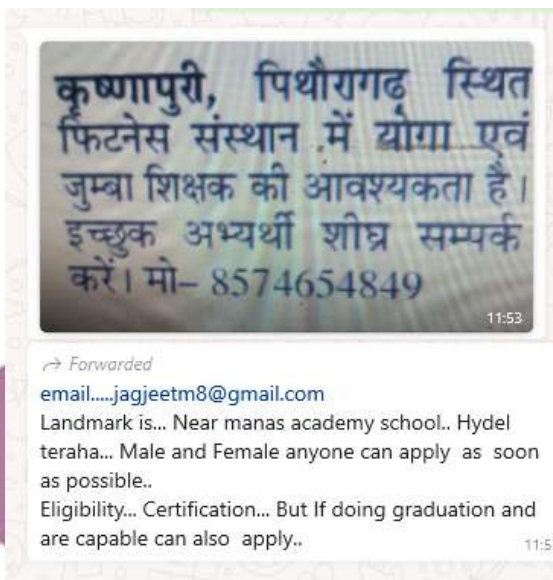 कृष्णापुरी, पिथौरागढ़ स्थित
फिटनेस संस्थान में योगा एवं
जुम्बा शिक्षक की आवश्यकता है।
इच्छुक अभ्यर्थी शीघ्र सम्पर्क
करें। मो– 8574654849
11:53
Forwarded
email.....jagjeetm8@gmail.com
Landmark is... Near manas academy school.. Hydel
teraha... Male and Female anyone can apply as soon
as possible..
Eligibility... Certification... But If doing graduation and
are capable can also apply..